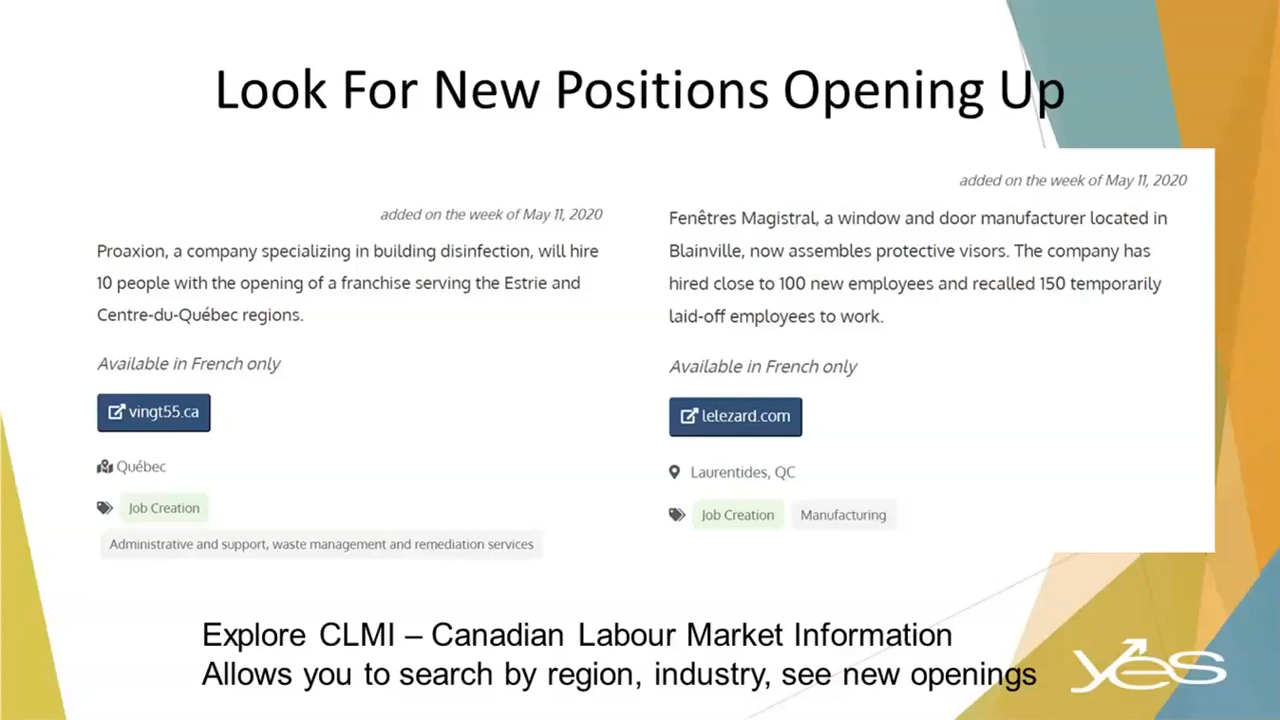 Look For New Positions Opening Up
added on the week of May 11, 2020
Proaxion, a company specializing in building disinfection, will hire
10 people with the opening of a franchise serving the Estrie and
Centre-du-Québec regions.
Available in French only
vingt55.ca
Québec
Job Creation
Administrative and support, waste management and remediation services
added on the week of May 11, 2020
Fenêtres Magistral, a window and door manufacturer located in
Blainville, now assembles protective visors. The company has
hired close to 100 new employees and recalled 150 temporarily
laid-off employees to work.
Available in French only
lelezard.com
Laurentides, QC
Job Creation Manufacturing
Explore CLMI – Canadian Labour Market Information
Allows you to search by region, industry, see new openings
yes